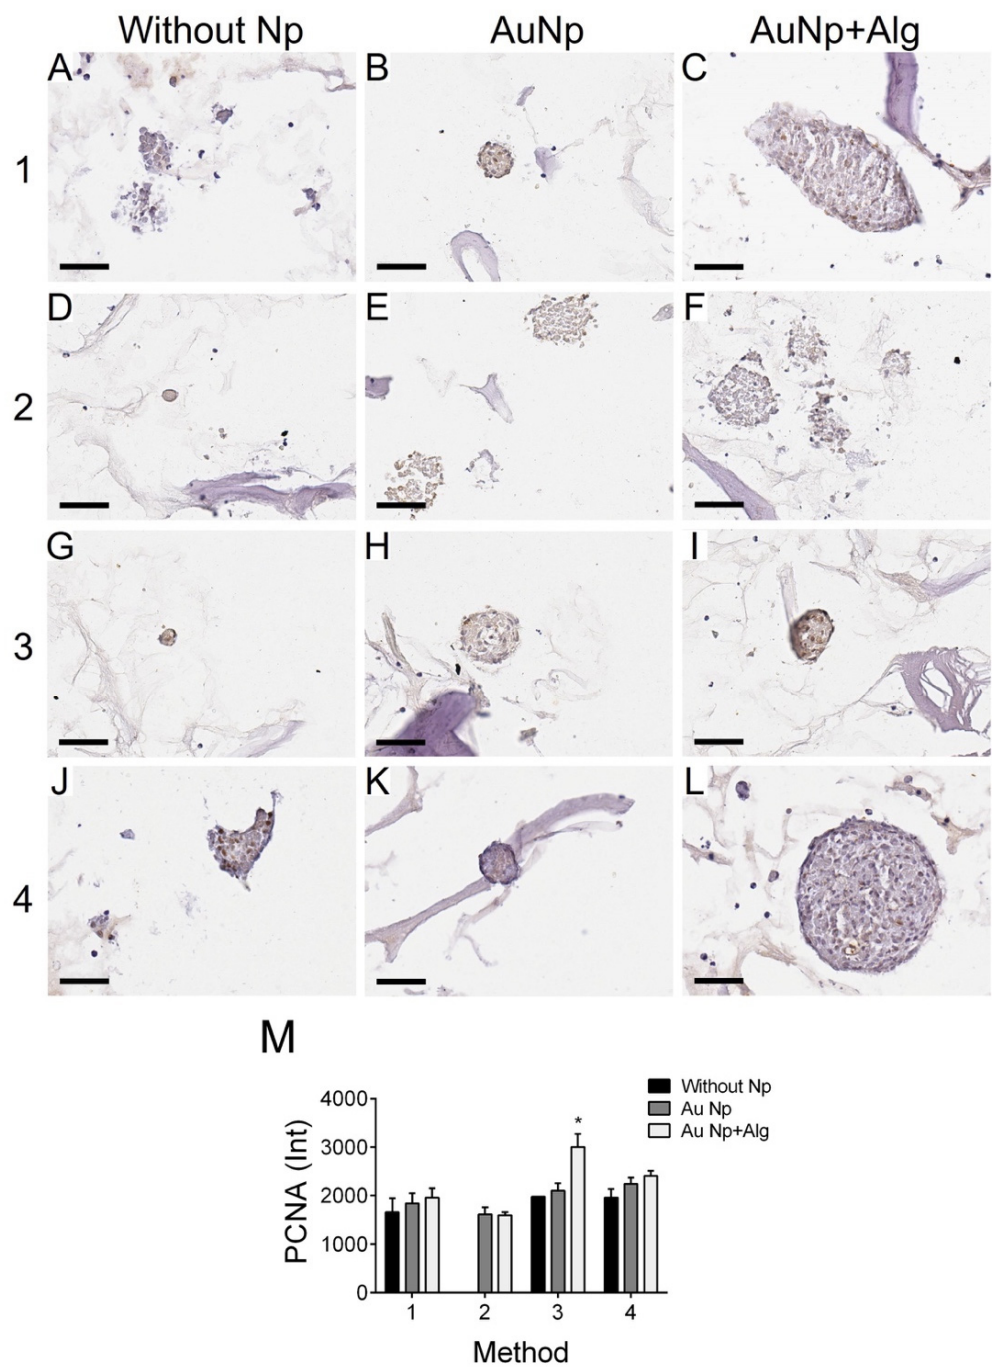 Without Np AuNp AuNp+Alg
A B C
1
D E F
2
G H I
3
J K L
4
M
Without Np
Au Np
Au Np+Alg
4000
*
3000
2000
1000
0
PCNA (Int)
1 2 3 4
Method